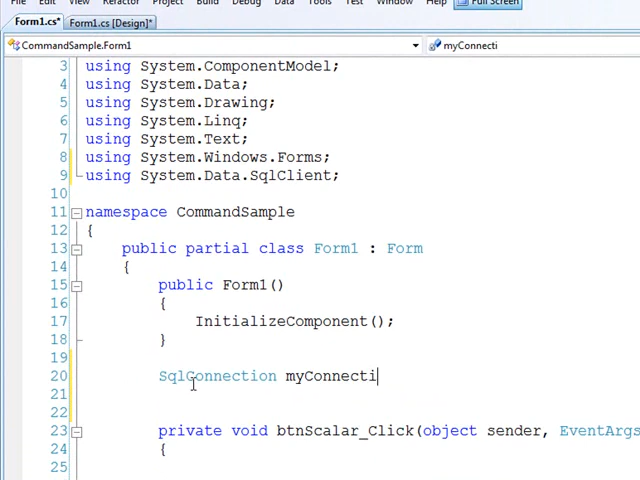 File Edit View Refactor Project Build Debug Data Test Window Help Full Screen
Form1.cs* Form1.cs [Design]*
CommandSample.Form1 myConnecti
3 using System.ComponentModel;
4 using System.Data;
5 using System.Drawing;
6 using System.Linq;
7 using System.Text;
8 using System.Windows.Forms;
9 using System.Data.SqlClient;
10
11 namespace CommandSample
12 {
13 public partial class Form1 : Form
14 {
15 public Form1()
16 {
17 InitializeComponent();
18 }
19
20 SqlConnection myConnecti
21
22
23 private void btnScalar_Click(object sender, EventArgs
24 {
25